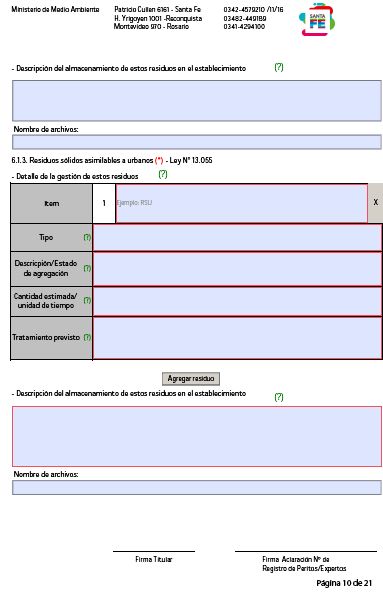 Ministerio de Medio Ambiente
Patricio Cullen 6161 - Santa Fe
H. Yrigoyen 1001 -Reconquista
Montevideo 970 - Rosario
0342-4579210 /11/16
03482-449189
0341-4294100
SANTA
FE
- Descripción del almacenamiento de estos residuos en el establecimiento (?)
Nombre de archivos:
6.1.3. Residuos sólidos asimilables a urbanos (*) - Ley Nº 13.055
- Detalle de la gestión de estos residuos (?)
Item 1 Ejemplo: RSU X
Tipo (?)
Descricpión/Estado
de agregación (?)
Cantidad estimada/
unidad de tiempo (?)
Tratamiento previsto (?)
Agregar residuo
- Descripción del almacenamiento de estos residuos en el establecimiento (?)
Nombre de archivos:
Firma Titular
Firma Aclaración Nº de
Registro de Peritos/Expertos
Página 10 de 21